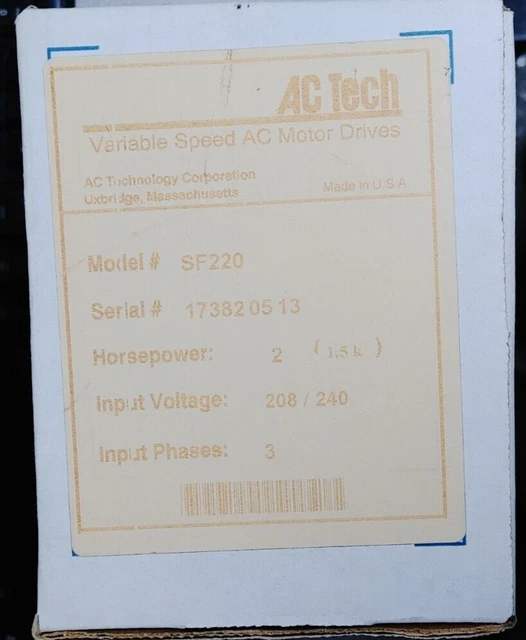 AC Tech
Variable Speed AC Motor Drives
AC Technology Corporation
Uxbridge, Massachusetts
Made in U.S.A
Model # SF220
Serial # 17382 05 13
Horsepower: 2 ( 1.5 k )
Input Voltage: 208 / 240
Input Phases: 3